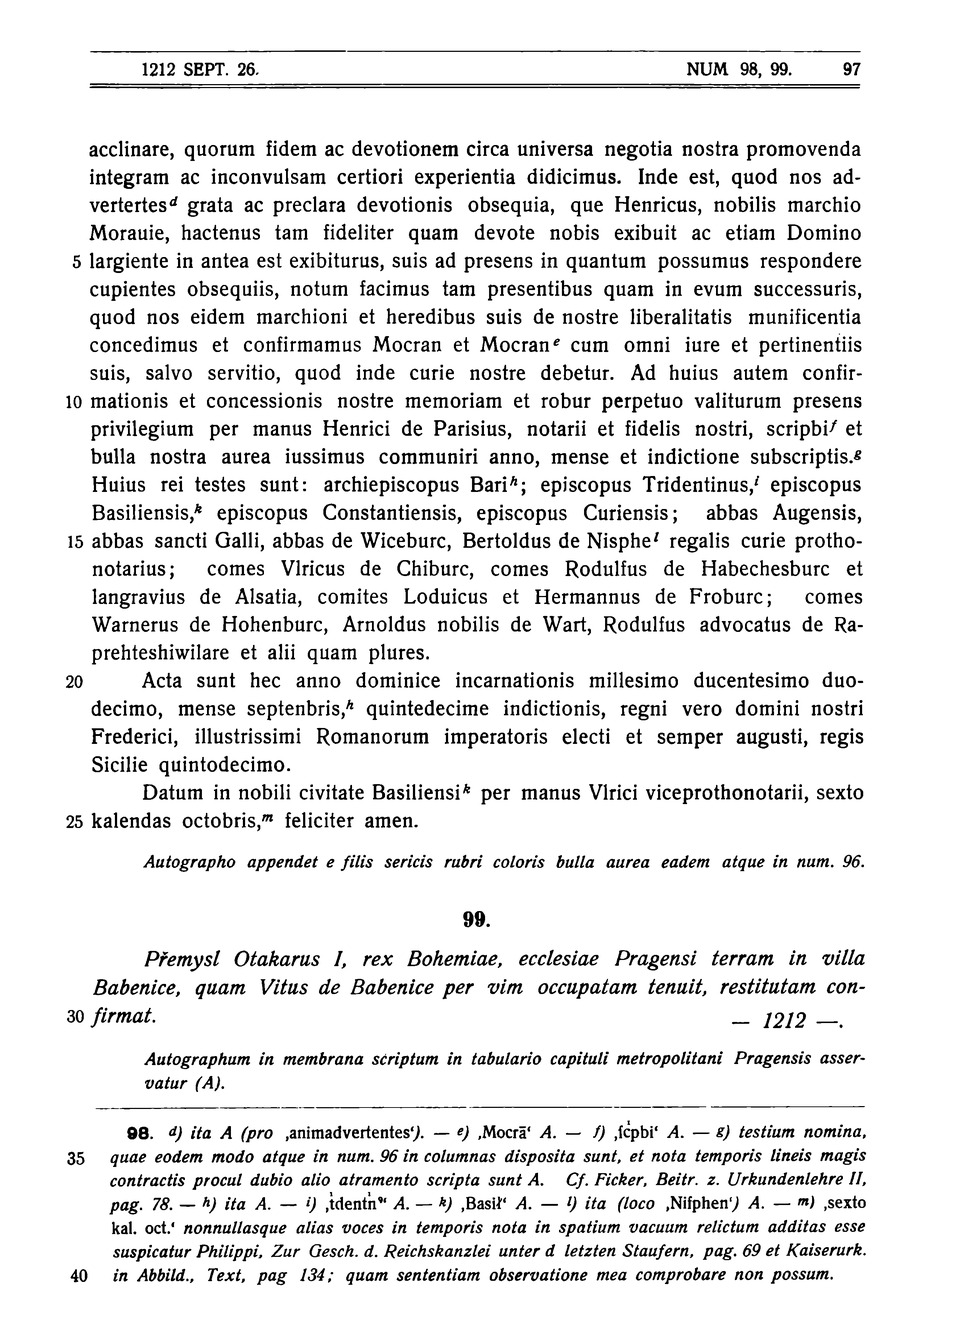 1212 SEPT. 26. NUM 98, 99. 97
acclinare, quorum fidem ac devotionem circa universa negotia nostra promovenda
integram ac inconvulsam certiori experientia didicimus. Inde est, quod nos ad-
vertertesᵈ grata ac preclara devotionis obsequia, que Henricus, nobilis marchio
Morauie, hactenus tam fideliter quam devote nobis exibuit ac etiam Domino
5 largiente in antea est exibiturus, suis ad presens in quantum possumus respondere
cupientes obsequiis, notum facimus tam presentibus quam in evum successuris,
quod nos eidem marchioni et heredibus suis de nostre liberalitatis munificentia
concedimus et confirmamus Mocran et Mocranᵉ cum omni iure et pertinentiis
suis, salvo servitio, quod inde curie nostre debetur. Ad huius autem confir-
10 mationis et concessionis nostre memoriam et robur perpetuo valiturum presens
privilegium per manus Henrici de Parisius, notarii et fidelis nostri, scripbiᶠ et
bulla nostra aurea iussimus communiri anno, mense et indictione subscriptis.ᵍ
Huius rei testes sunt: archiepiscopus Bariʰ; episcopus Tridentinus,ⁱ episcopus
Basiliensis,ᵏ episcopus Constantiensis, episcopus Curiensis; abbas Augensis,
15 abbas sancti Galli, abbas de Wiceburc, Bertoldus de Nispheˡ regalis curie protho-
notarius; comes Vlricus de Chiburc, comes Rodulfus de Habechesburc et
langravius de Alsatia, comites Loduicus et Hermannus de Froburc; comes
Warnerus de Hohenburc, Arnoldus nobilis de Wart, Rodulfus advocatus de Ra-
prehteshiwilare et alii quam plures.
20 Acta sunt hec anno dominice incarnationis millesimo ducentesimo duo-
decimo, mense septenbris,ʰ quintedecime indictionis, regni vero domini nostri
Frederici, illustrissimi Romanorum imperatoris electi et semper augusti, regis
Sicilie quintodecimo.
Datum in nobili civitate Basiliensiᵏ per manus Vlrici viceprothonotarii, sexto
25 kalendas octobris,ᵐ feliciter amen.
Autographo appendet e filis sericis rubri coloris bulla aurea eadem atque in num. 96.
99.
Přemysl Otakarus I, rex Bohemiae, ecclesiae Pragensi terram in villa
Babenice, quam Vitus de Babenice per vim occupatam tenuit, restitutam con-
30 firmat. — 1212 —.
Autographum in membrana scriptum in tabulario capituli metropolitani Pragensis asser-
vatur (A).
98. d) ita A (pro ‚animadvertentes‘). — e) ‚Mocrā‘ A. — f) ‚ſcpbi‘ A. — g) testium nomina,
35 quae eodem modo atque in num. 96 in columnas disposita sunt, et nota temporis lineis magis
contractis procul dubio alio atramento scripta sunt A. Cf. Ficker, Beitr. z. Urkundenlehre II,
pag. 78. — h) ita A. — i) A. — k) ‚Basił‘ A. — l) ita (loco ‚Niſphen‘) A. — m) ‚sexto
kal. oct.‘ nonnullasque alias voces in temporis nota in spatium vacuum relictum additas esse
suspicatur Philippi, Zur Gesch. d. Reichskanzlei unter d letzten Staufern, pag. 69 et Kaiserurk.
40 in Abbild., Text, pag 134; quam sententiam observatione mea comprobare non possum.